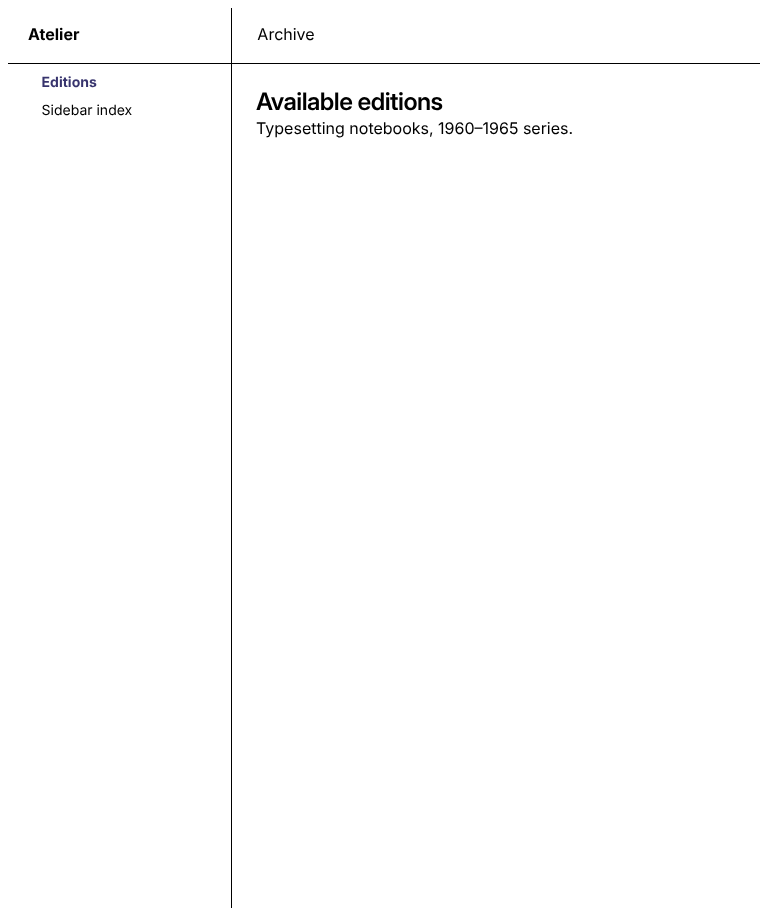 Atelier
Archive
Editions
Sidebar index
Available editions
Typesetting notebooks, 1960–1965 series.